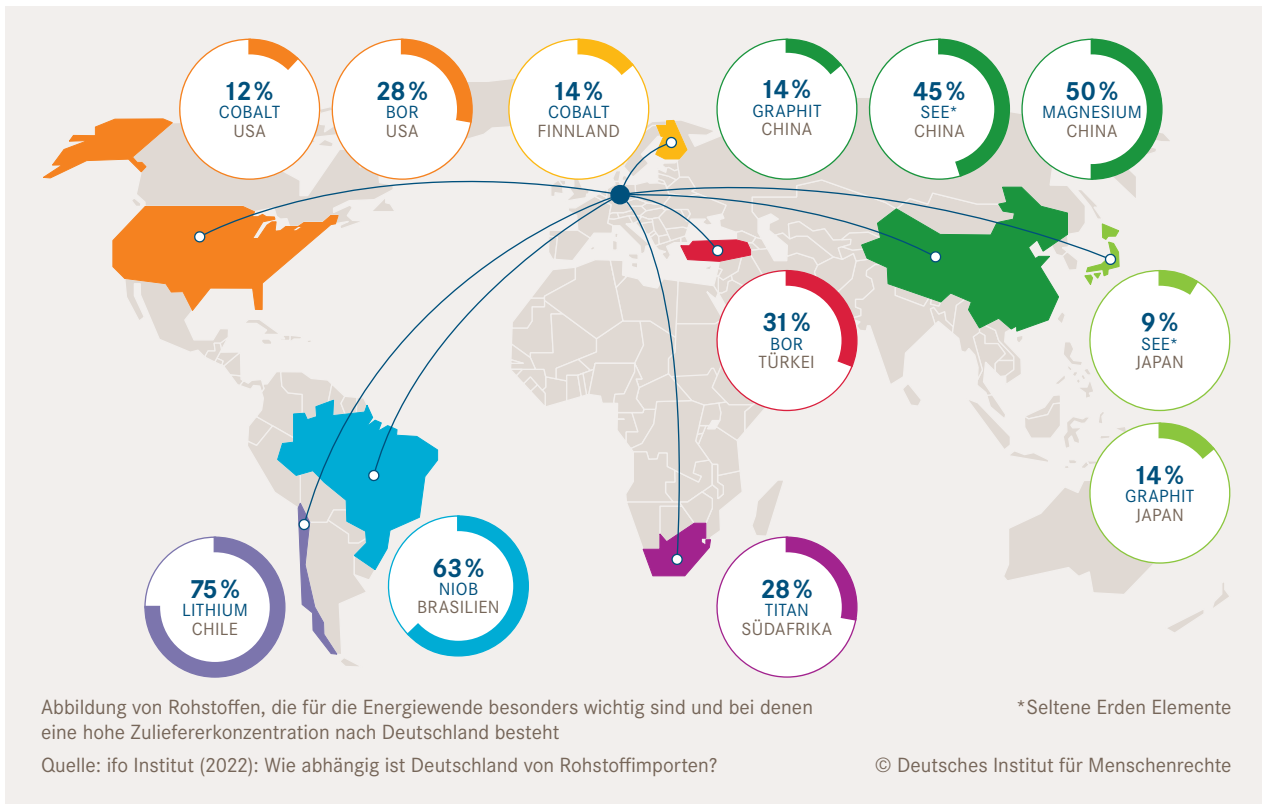 12 %
COBALT
USA
28 %
BOR
USA
14 %
COBALT
FINNLAND
14 %
GRAPHIT
CHINA
45 %
SEE*
CHINA
50 %
MAGNESIUM
CHINA
31 %
BOR
TÜRKEI
9 %
SEE*
JAPAN
14 %
GRAPHIT
JAPAN
75 %
LITHIUM
CHILE
63 %
NIOB
BRASILIEN
28 %
TITAN
SÜDAFRIKA
Abbildung von Rohstoffen, die für die Energiewende besonders wichtig sind und bei denen
eine hohe Zuliefererkonzentration nach Deutschland besteht
*Seltene Erden Elemente
Quelle: ifo Institut (2022): Wie abhängig ist Deutschland von Rohstoffimporten?
© Deutsches Institut für Menschenrechte